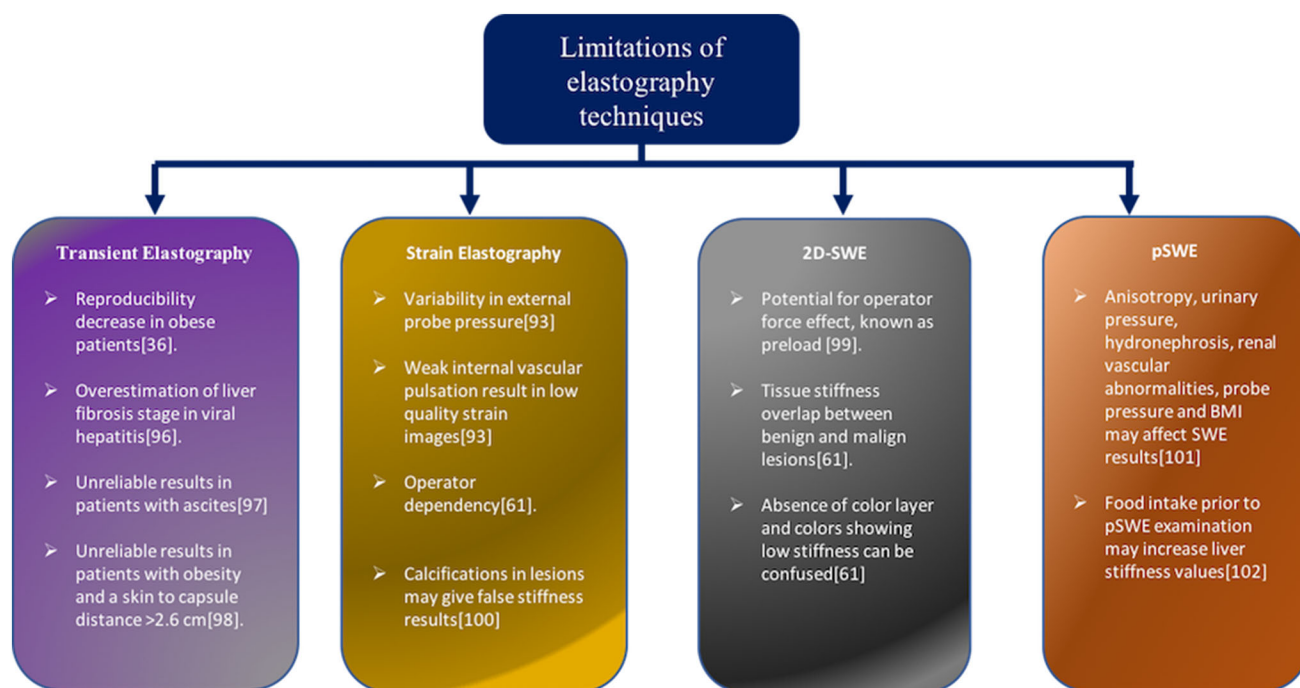 Limitations of
elastography
techniques
Transient Elastography
➢ Reproducibility
decrease in obese
patients[36].
➢ Overestimation of liver
fibrosis stage in viral
hepatitis[96].
➢ Unreliable results in
patients with ascites[97]
➢ Unreliable results in
patients with obesity
and a skin to capsule
distance >2.6 cm[98].
Strain Elastography
➢ Variability in external
probe pressure[93]
➢ Weak internal vascular
pulsation result in low
quality strain
images[93]
➢ Operator
dependency[61].
➢ Calcifications in lesions
may give false stiffness
results[100]
2D-SWE
➢ Potential for operator
force effect, known as
preload [99].
➢ Tissue stiffness
overlap between
benign and malign
lesions[61].
➢ Absence of color layer
and colors showing
low stiffness can be
confused[61]
pSWE
➢ Anisotropy, urinary
pressure,
hydronephrosis, renal
vascular
abnormalities, probe
pressure and BMI
may affect SWE
results[101]
➢ Food intake prior to
pSWE examination
may increase liver
stiffness values[102]